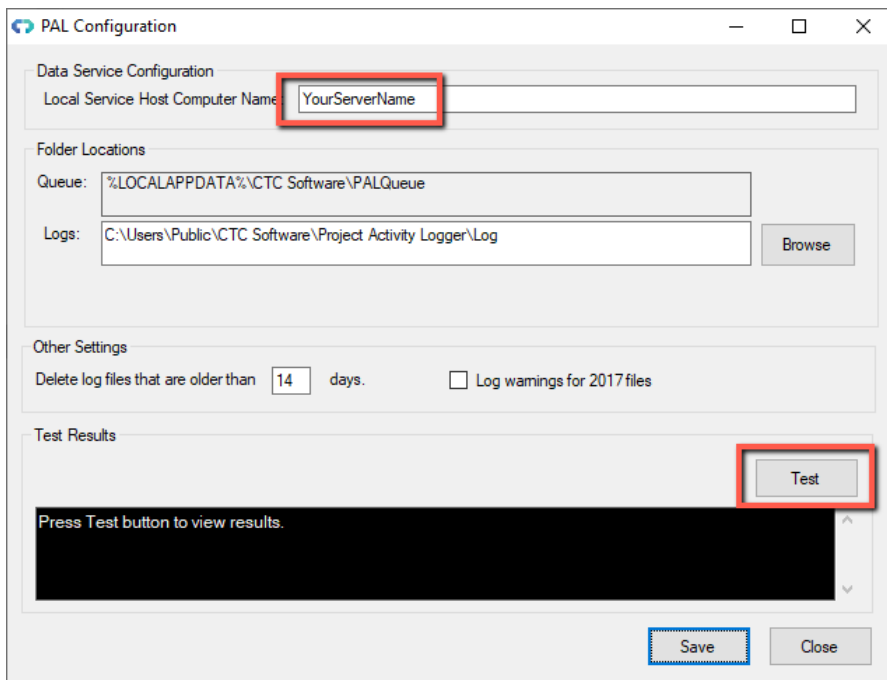 PAL Configuration
Data Service Configuration
Local Service Host Computer Name: YourServerName
Folder Locations
Queue: %LOCALAPPDATA%\CTC Software\PALQueue
Logs: C:\Users\Public\CTC Software\Project Activity Logger\Log
Browse
Other Settings
Delete log files that are older than 14 days. Log warnings for 2017 files
Test Results
Test
Press Test button to view results.
Save Close